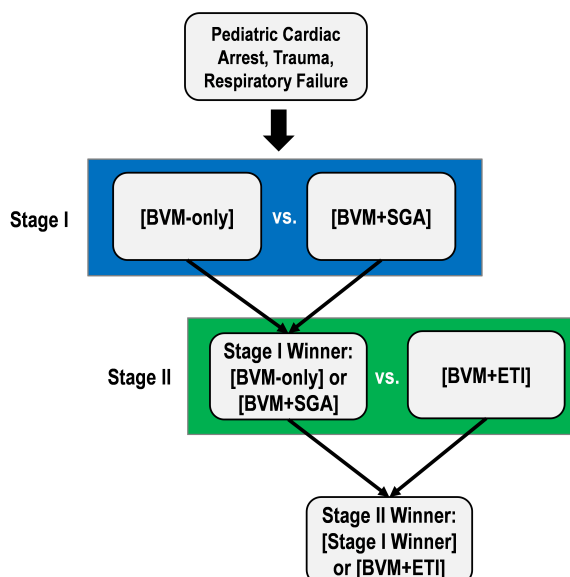 Pediatric Cardiac
Arrest, Trauma,
Respiratory Failure
Stage I
[BVM-only]
vs.
[BVM+SGA]
Stage II
Stage I Winner:
[BVM-only] or
[BVM+SGA]
vs.
[BVM+ETI]
Stage II Winner:
[Stage I Winner]
or [BVM+ETI]